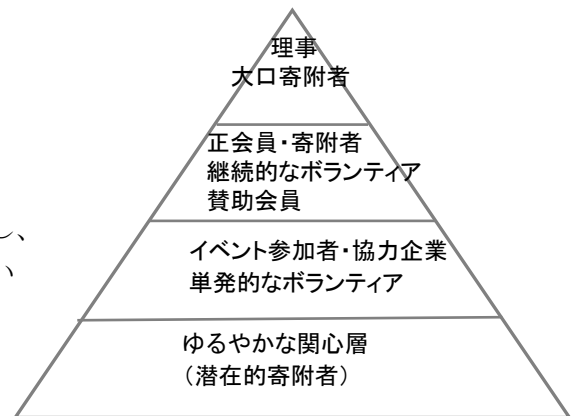 理事
大口寄附者
正会員・寄附者
継続的なボランティア
賛助会員
イベント参加者・協力企業
単発的なボランティア
ゆるやかな関心層
（潜在的寄附者）